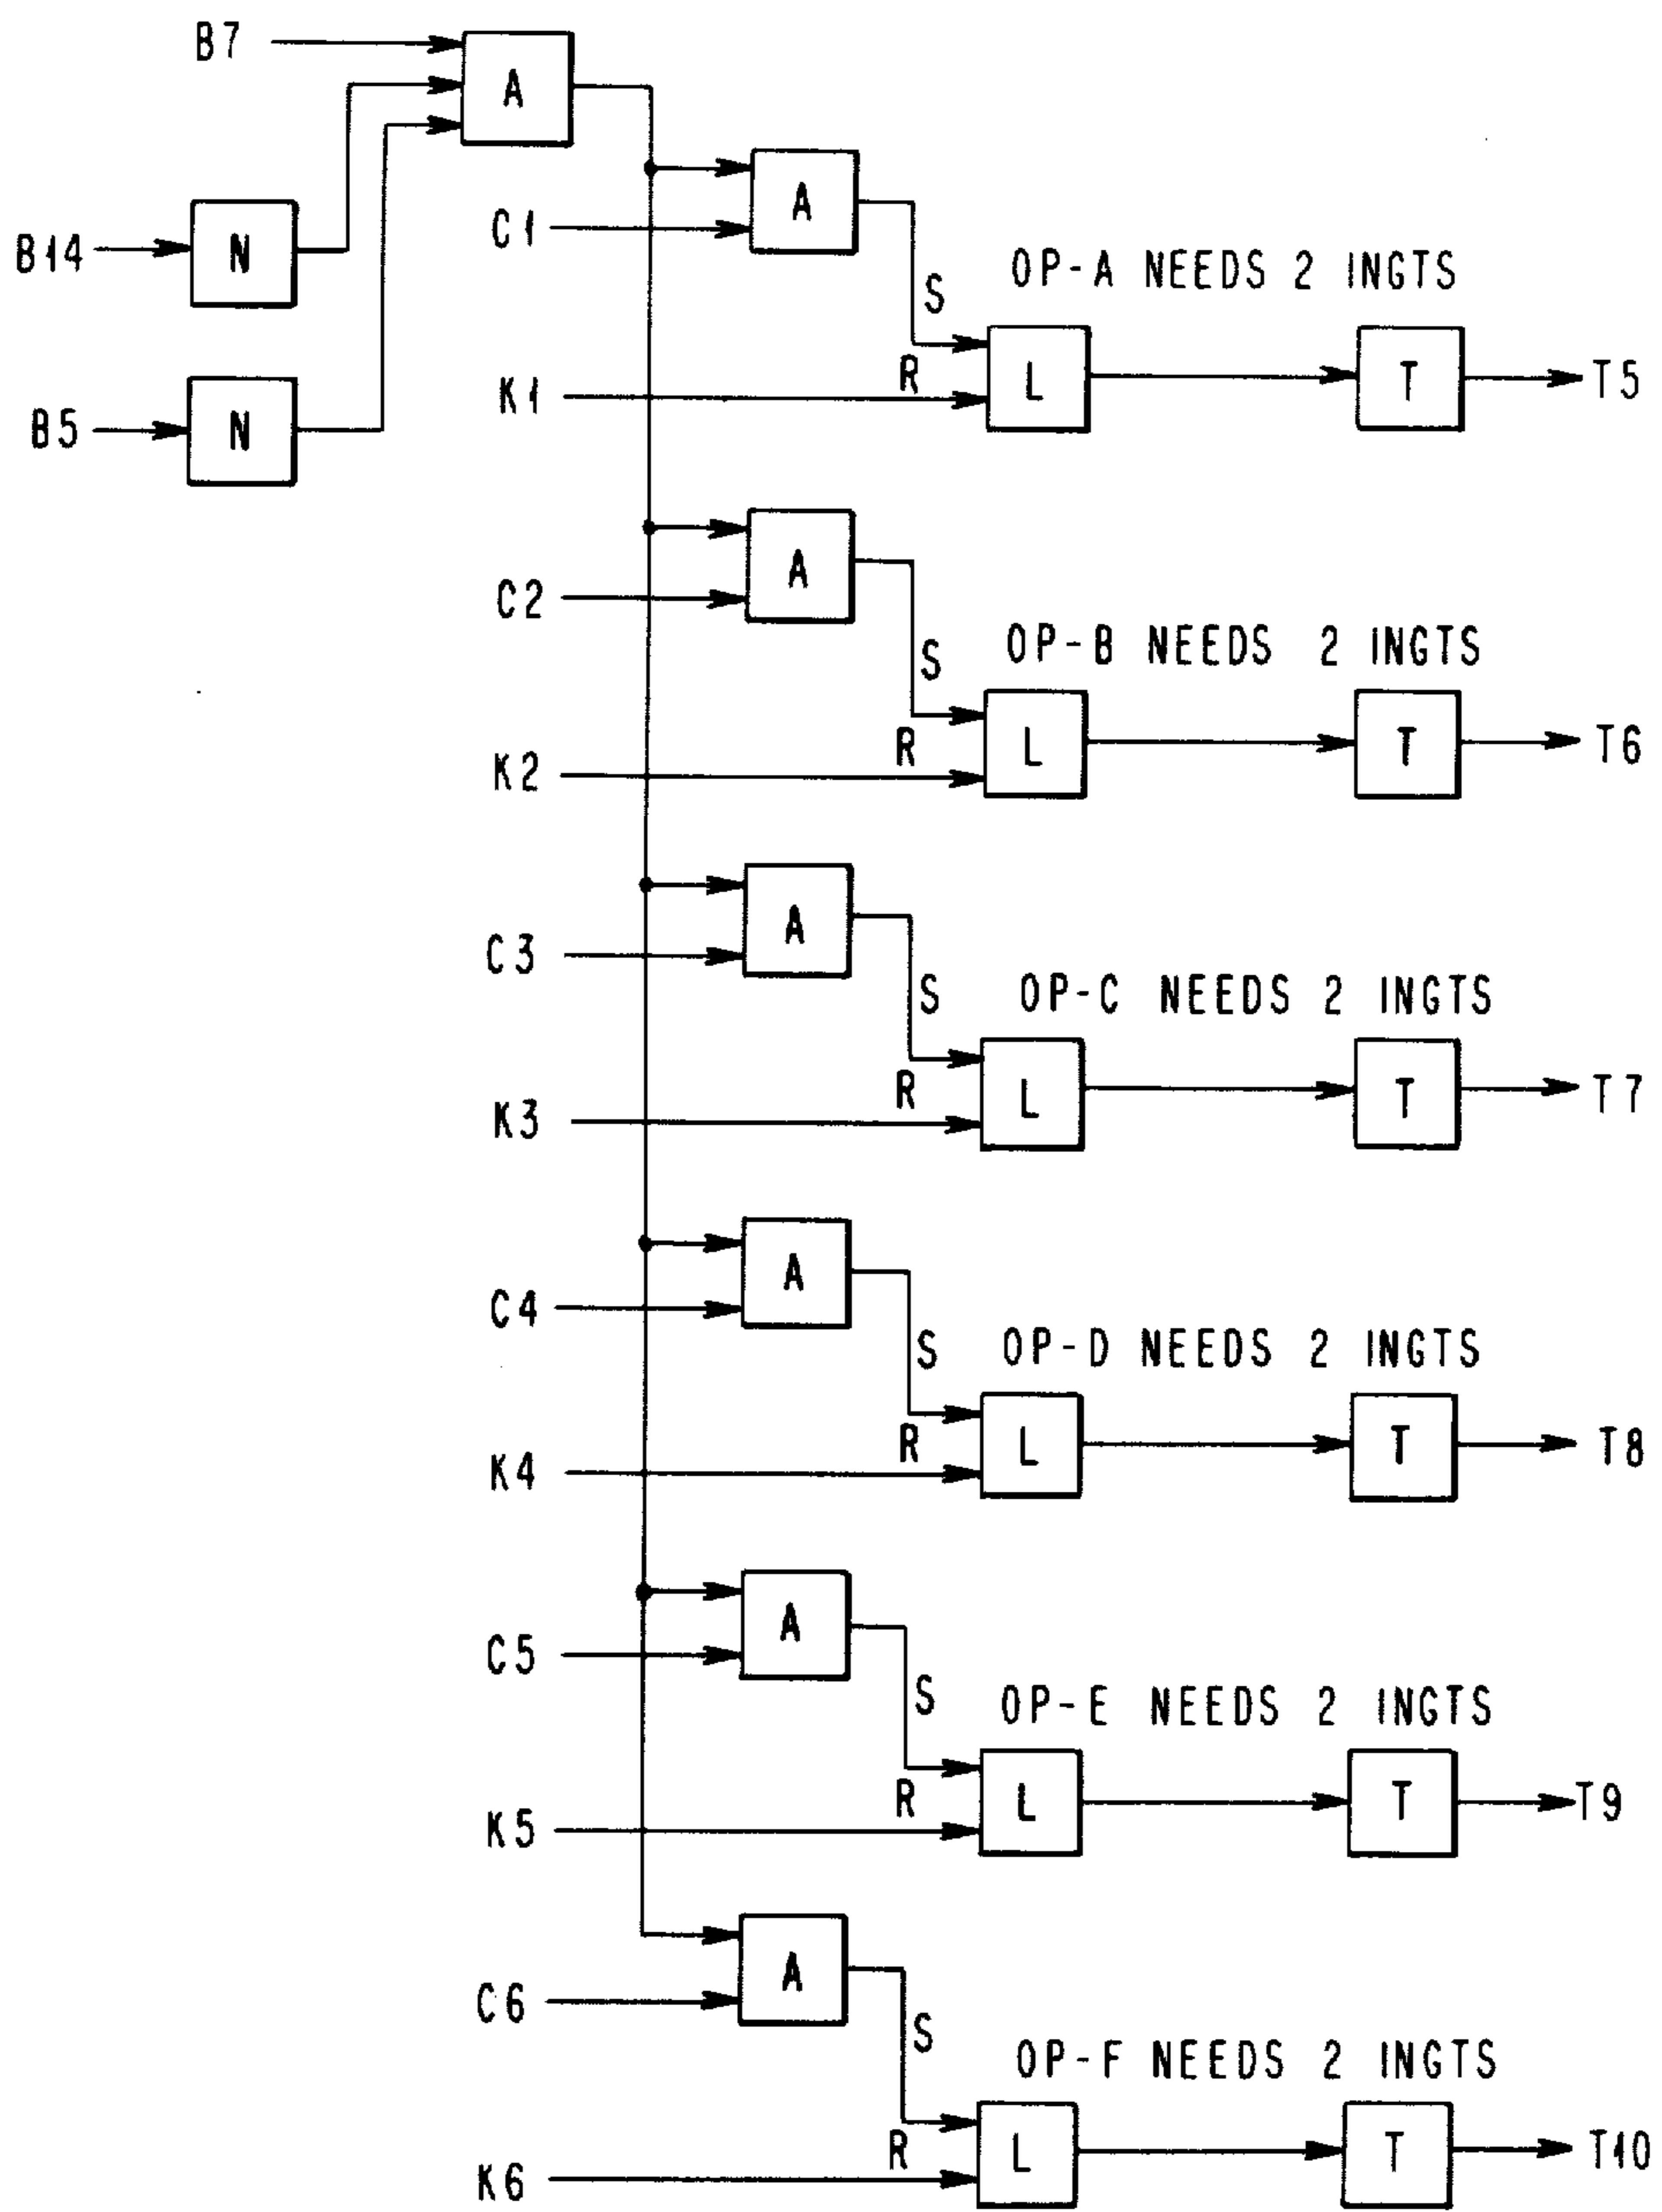 B7
A
A
C1
B14
N
OP-A NEEDS 2 INGTS
S
R
L
T
T5
K1
B5
N
A
C2
OP-B NEEDS 2 INGTS
S
R
L
T
T6
K2
A
C3
OP-C NEEDS 2 INGTS
S
R
L
T
T7
K3
A
C4
OP-D NEEDS 2 INGTS
S
R
L
T
T8
K4
A
C5
OP-E NEEDS 2 INGTS
S
R
L
T
T9
K5
A
C6
S
OP-F NEEDS 2 INGTS
R
L
T
T10
K6